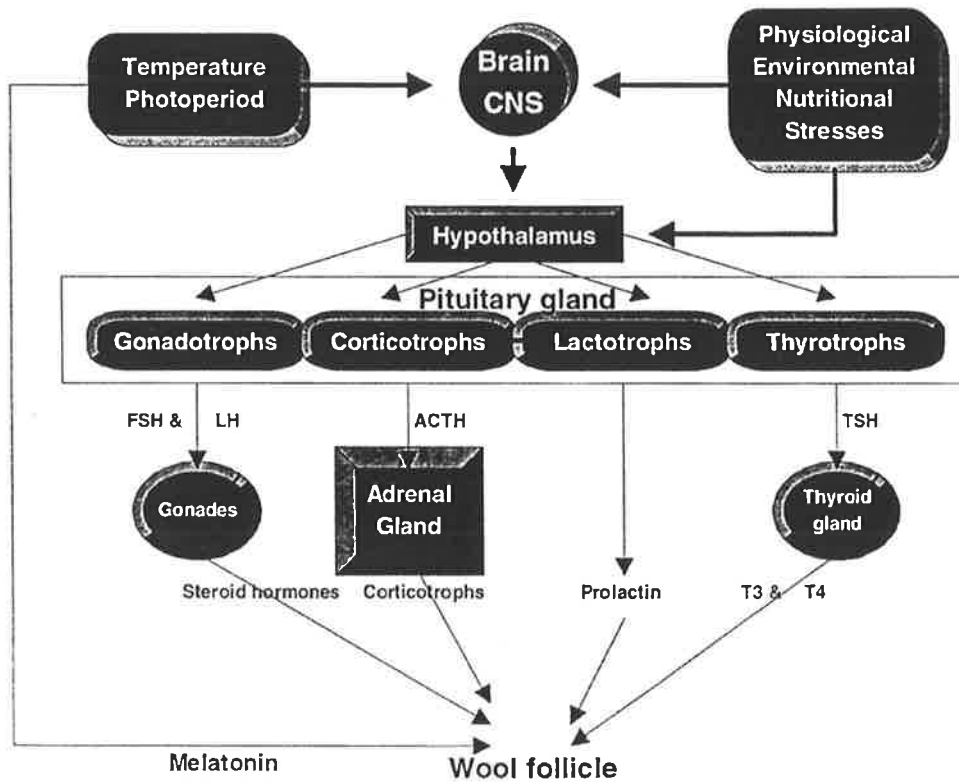 Temperature
Photoperiod
Brain
CNS
Physiological
Environmental
Nutritional
Stresses
Hypothalamus
Pituitary gland
Gonadotrophs
Corticotrophs
Lactotrophs
Thyrotrophs
FSH & LH
ACTH
TSH
Gonades
Adrenal
Gland
Thyroid
gland
Steroid hormones
Corticotrophs
Prolactin
T3 & T4
Melatonin
Wool follicle